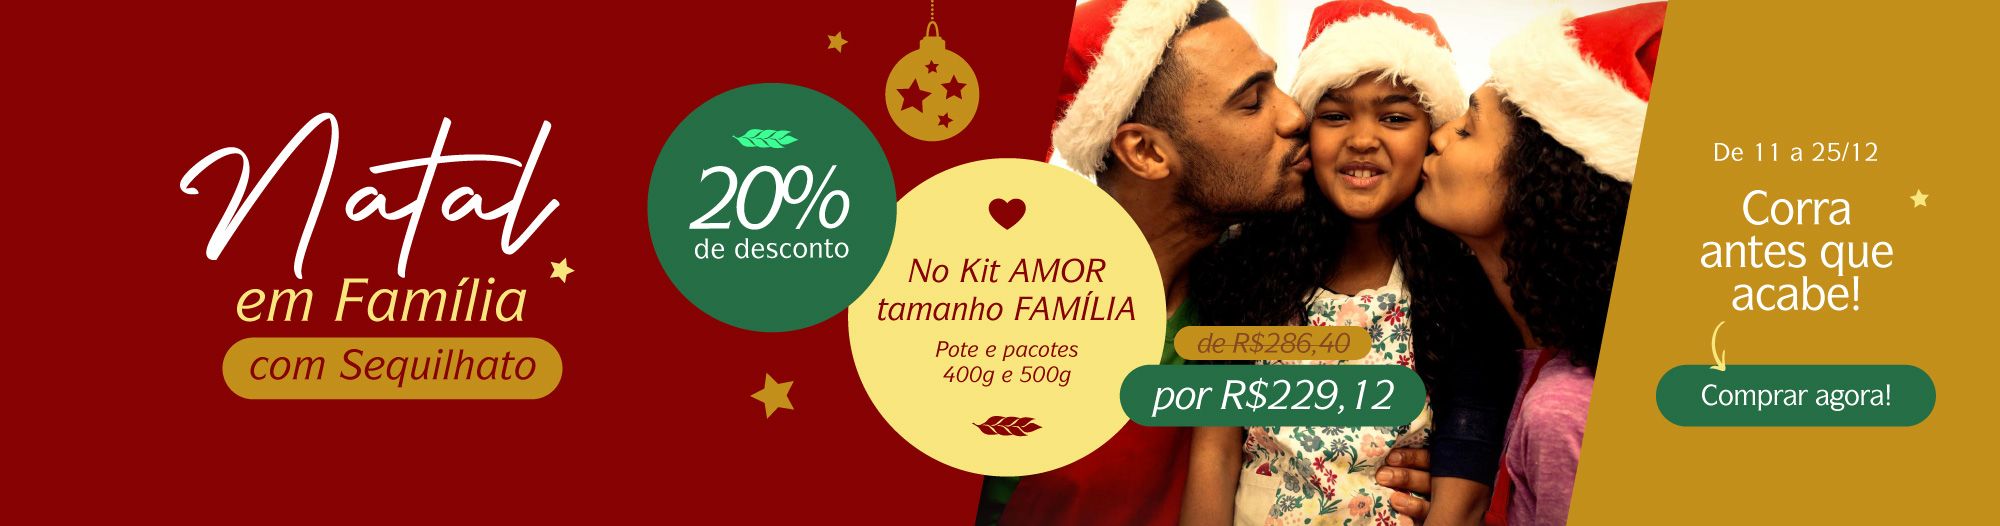 Natal
em Família
com Sequilhato
20%
de desconto
No Kit AMOR
tamanho FAMÍLIA
Pote e pacotes
400g e 500g
de R$286,40
por R$229,12
De 11 a 25/12
Corra
antes que
acabe!
Comprar agora!